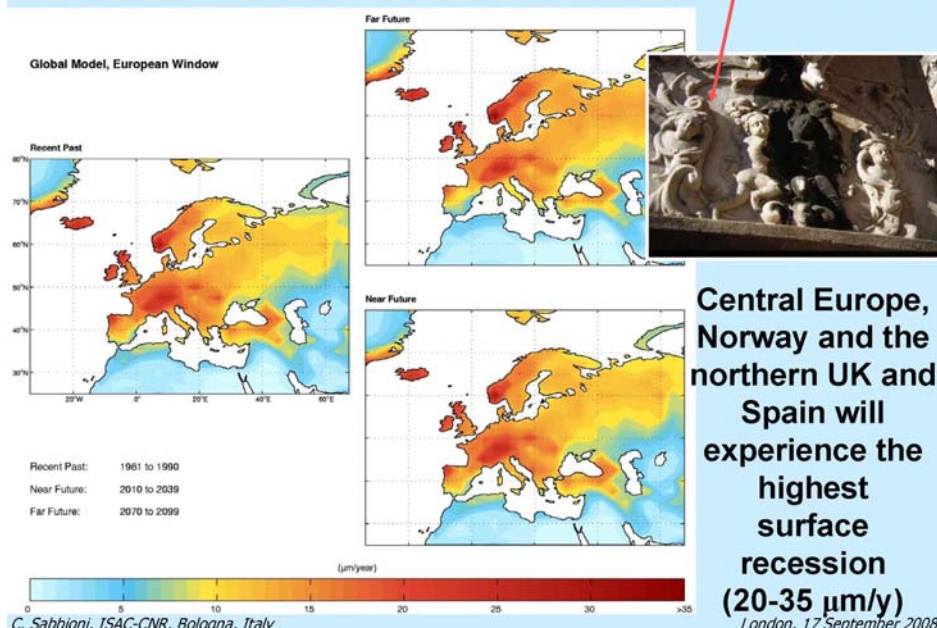 Far Future
Global Model, European Window
Recent Past
80°N
70°N
60°N
50°N
40°N
30°N
20°W
0°E
20°E
40°E
60°E
Near Future
Central Europe,
Norway and the
northern UK and
Spain will
experience the
highest
surface
recession
(20-35 μm/y)
Recent Past: 1961 to 1990
Near Future: 2010 to 2039
Far Future: 2070 to 2099
(μm/year)
0 5 10 15 20 25 30 >35
C. Sabbioni, ISAC-CNR, Bologna, Italy
London, 17 September 2008